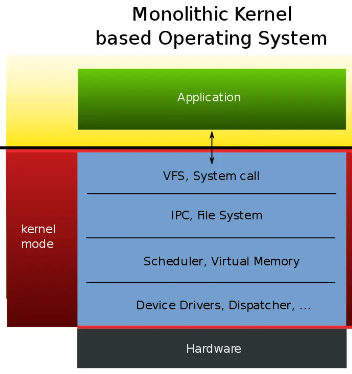 Monolithic Kernel
based Operating System
Application
VFS, System call
IPC, File System
kernel
mode
Scheduler, Virtual Memory
Device Drivers, Dispatcher, ...
Hardware